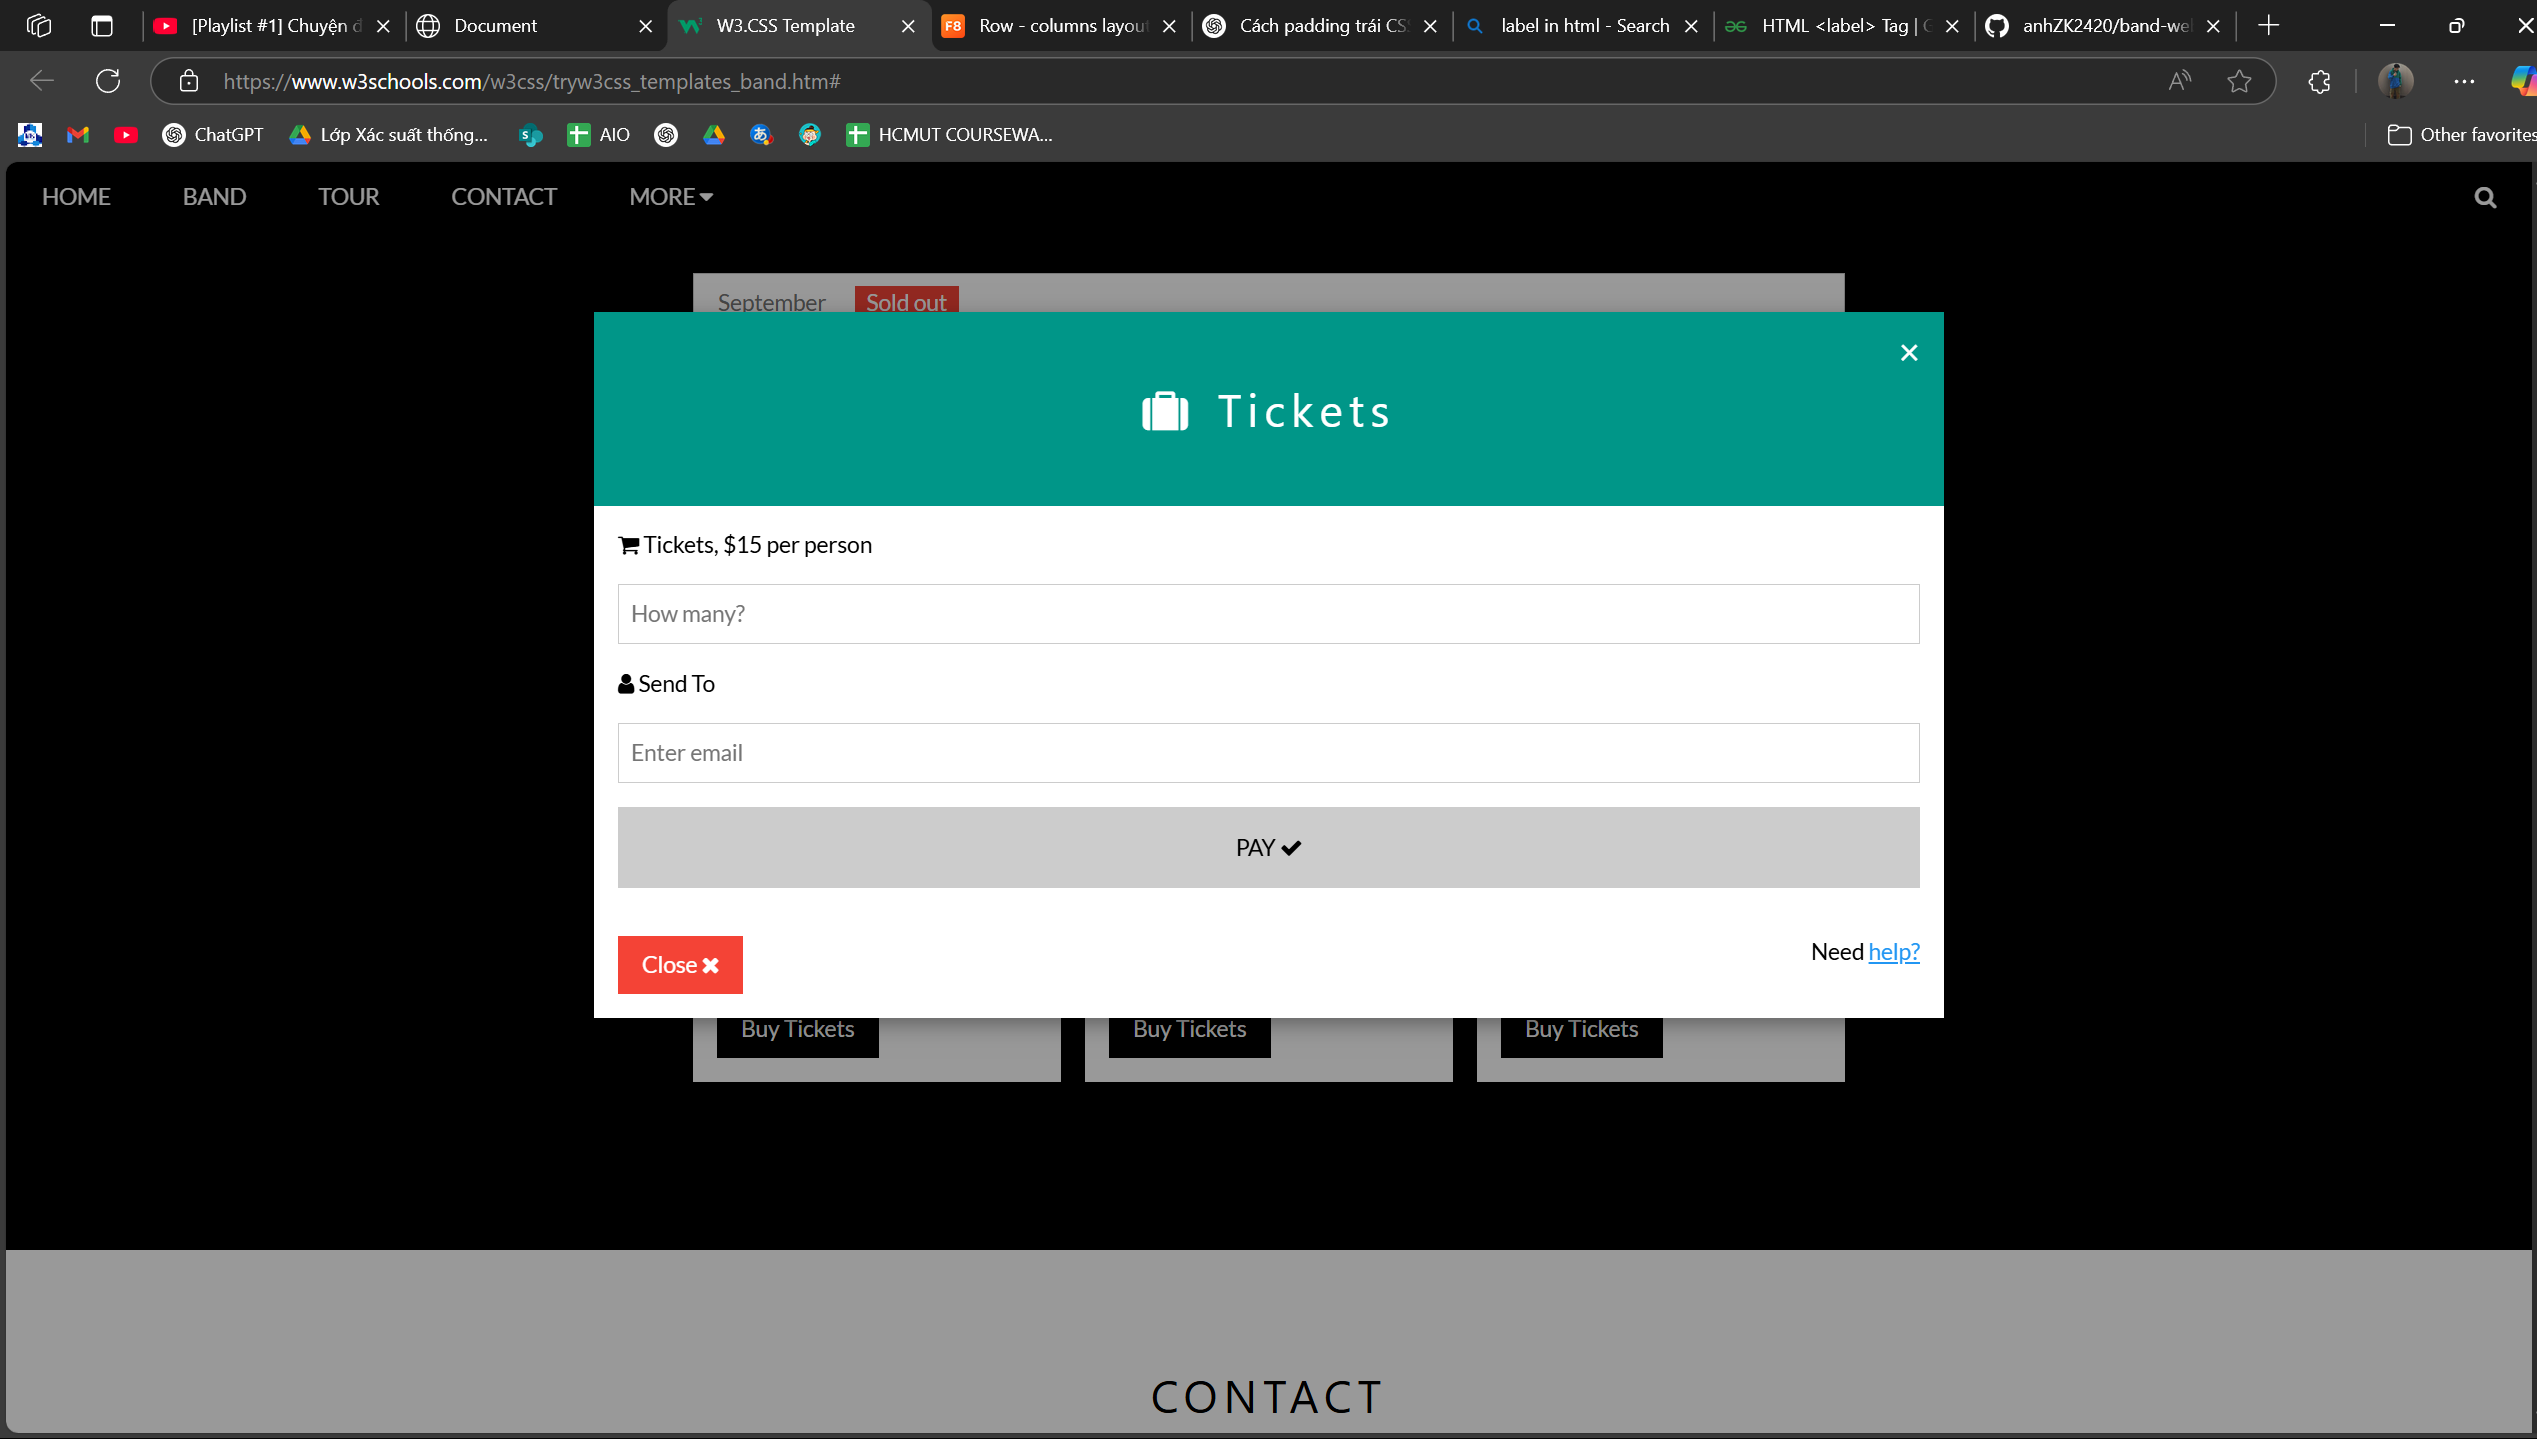 [Playlist #1] Chuyện đ
Document
W3.CSS Template
F8 Row - columns layout
Cách padding trái CS
label in html - Search
HTML <label> Tag | G
anhZK2420/band-we
https://www.w3schools.com/w3css/tryw3css_templates_band.htm#
ChatGPT
Lớp Xác suất thống...
AIO
HCMUT COURSEWA...
Other favorites
HOME BAND TOUR CONTACT MORE
September Sold out
Tickets
Tickets, $15 per person
How many?
Send To
Enter email
PAY
Close
Need help?
Buy Tickets Buy Tickets Buy Tickets
CONTACT